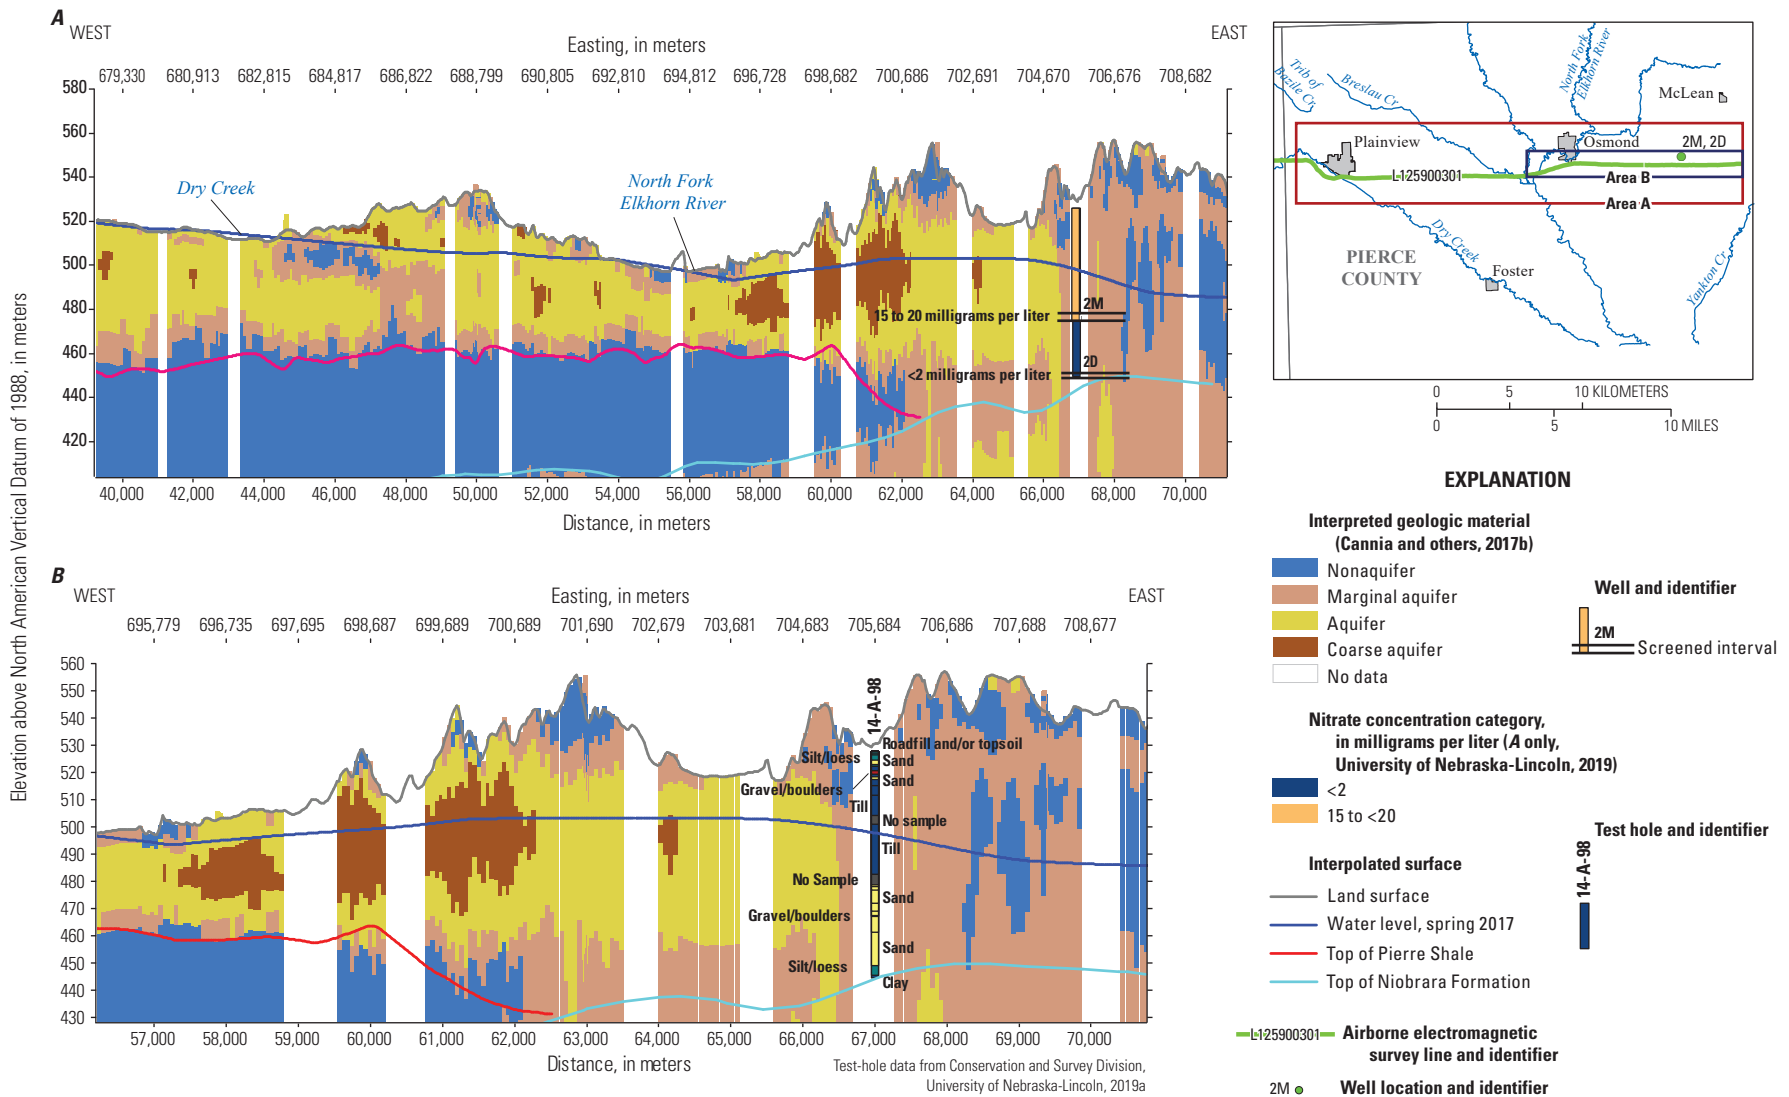 A
WEST
Easting, in meters
EAST
679,330 680,913 682,815 684,817 686,822 688,799 690,805 692,810 694,812 696,728 698,682 700,686 702,691 704,670 706,676 708,682
580
560
540
520
500
480
460
440
420
Dry Creek
North Fork
Elkhorn River
2M
15 to 20 milligrams per liter
2D
<2 milligrams per liter
40,000 42,000 44,000 46,000 48,000 50,000 52,000 54,000 56,000 58,000 60,000 62,000 64,000 66,000 68,000 70,000
Distance, in meters
Elevation above North American Vertical Datum of 1988, in meters
B
WEST
Easting, in meters
EAST
695,779 696,735 697,695 698,687 699,689 700,689 701,690 702,679 703,681 704,683 705,684 706,686 707,688 708,677
560
550
540
530
520
510
500
490
480
470
460
450
440
430
14-A-98
Roadfill and/or topsoil
Silt/loess
Sand
Sand
Gravel/boulders
Till
No sample
Till
No Sample
Sand
Gravel/boulders
Sand
Silt/loess
Clay
57,000 58,000 59,000 60,000 61,000 62,000 63,000 64,000 65,000 66,000 67,000 68,000 69,000 70,000
Distance, in meters
Test-hole data from Conservation and Survey Division,
University of Nebraska-Lincoln, 2019a
Trib of
Bazile Cr.
Breslau Cr
North Fork
Elkhorn River
McLean
Plainview
Osmond
2M, 2D
L125900301
Area B
Area A
Dry Creek
PIERCE
COUNTY
Foster
Yankton Cr.
0 5 10 KILOMETERS
0 5 10 MILES
EXPLANATION
Interpreted geologic material
(Cannia and others, 2017b)
Nonaquifer
Marginal aquifer
Aquifer
Coarse aquifer
No data
Nitrate concentration category,
in milligrams per liter (A only,
University of Nebraska-Lincoln, 2019)
<2
15 to <20
Interpolated surface
Land surface
Water level, spring 2017
Top of Pierre Shale
Top of Niobrara Formation
L125900301 Airborne electromagnetic
survey line and identifier
2M Well location and identifier
Well and identifier
2M
Screened interval
Test hole and identifier
14-A-98